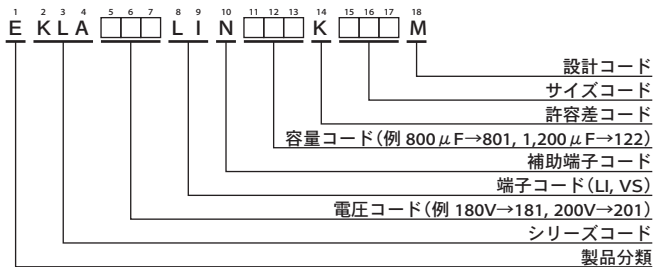 1 2 3 4 5 6 7 8 9 10 11 12 13 14 15 16 17 18
E KLA□□□ LI N □□□ K □□□ M
設計コード
サイズコード
許容差コード
容量コード(例 800μF→801, 1,200μF→122)
補助端子コード
端子コード(LI, VS)
電圧コード(例 180V→181, 200V→201)
シリーズコード
製品分類